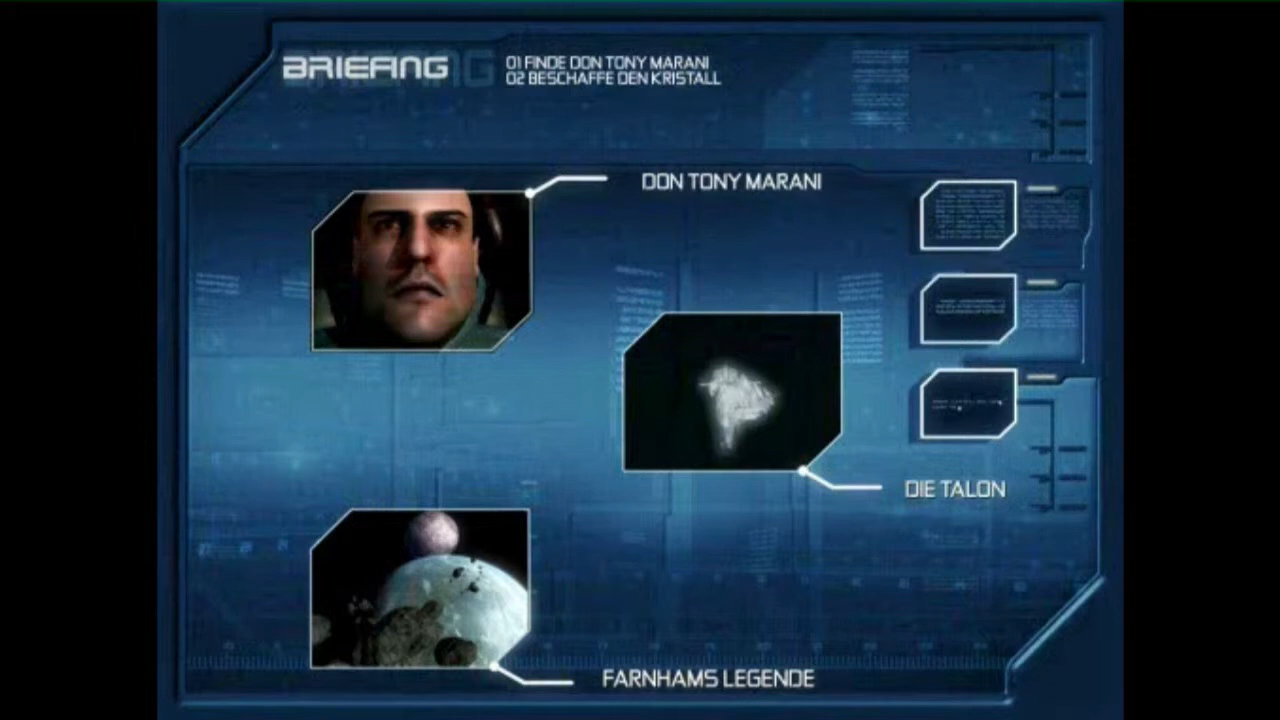 BRIEFING
01 FINDE DON TONY MARANI
02 BESCHAFFE DEN KRISTALL
DON TONY MARANI
DIE TALON
FARNHAMS LEGENDE